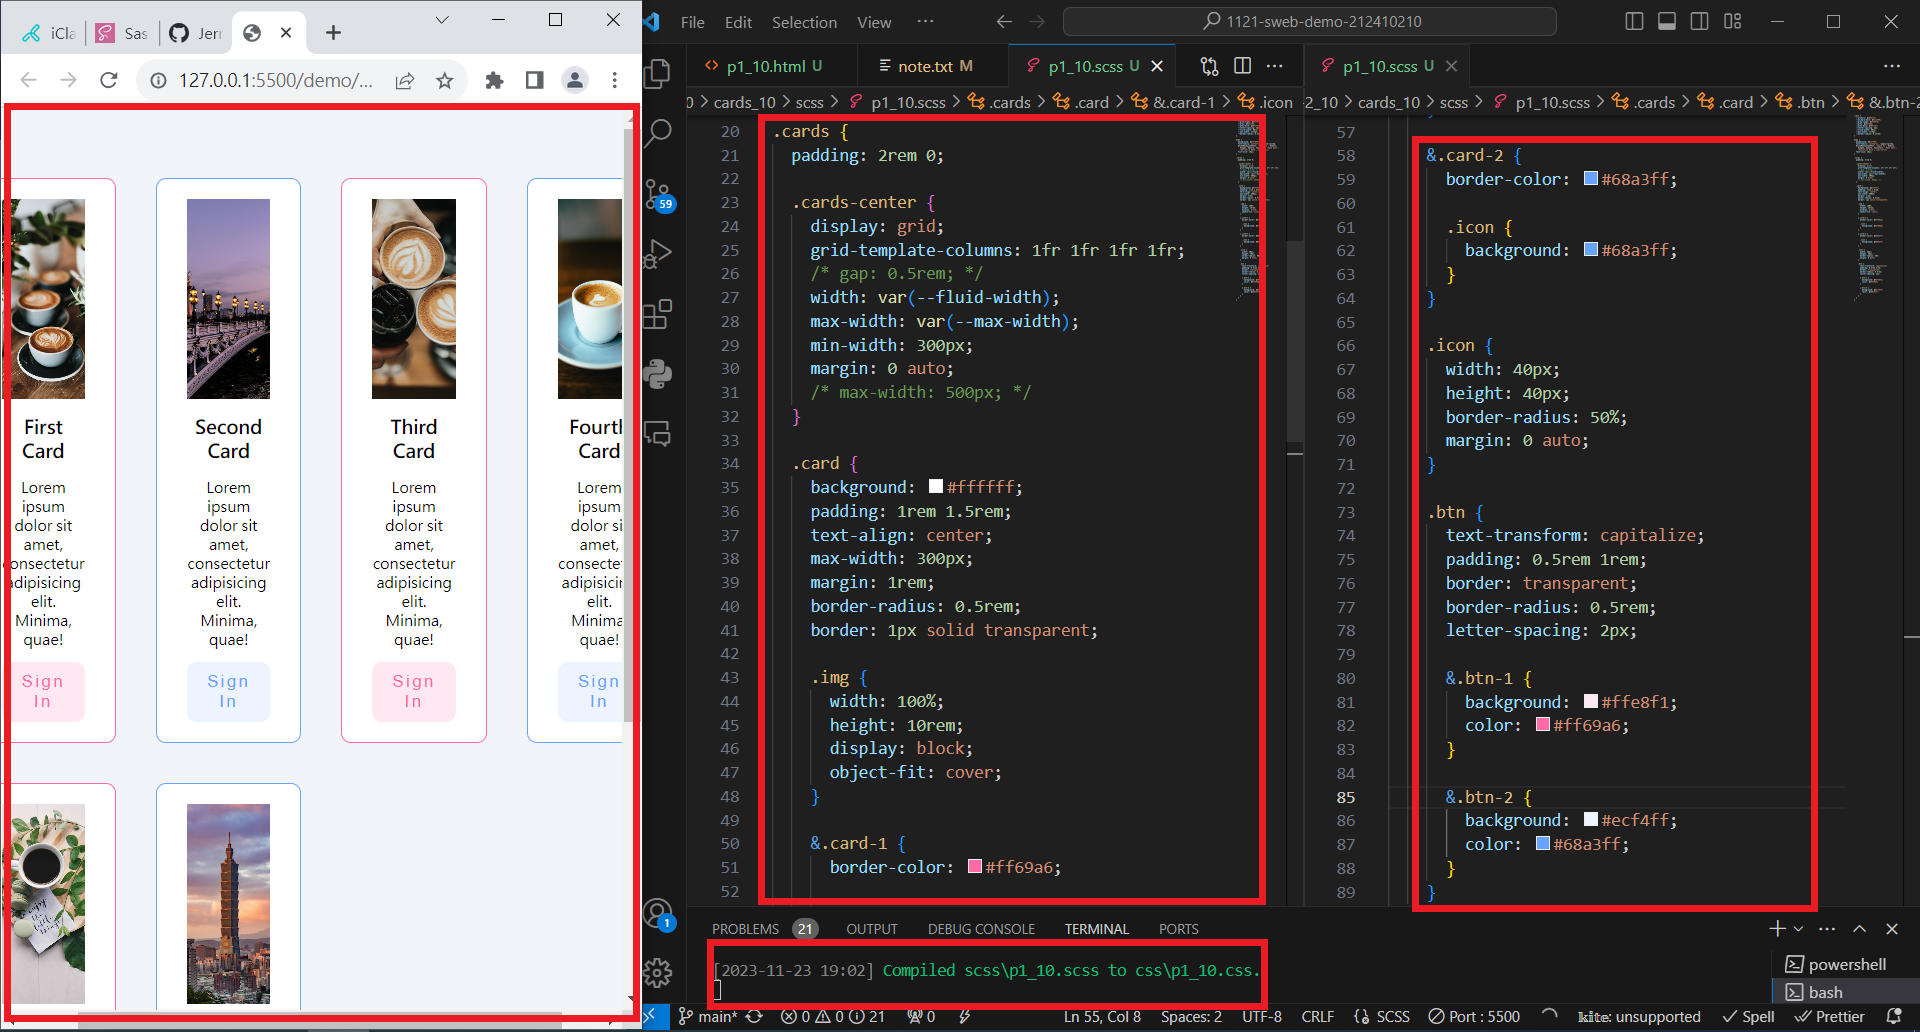 iCla
Sas
Jerr
127.0.0.1:5500/demo/...
First
Card
Second
Card
Third
Card
Fourth
Card
Lorem
ipsum
dolor sit
amet,
consectetur
adipisicing
elit.
Minima,
quae!
Lorem
ipsum
dolor sit
amet,
consectetur
adipisicing
elit.
Minima,
quae!
Lorem
ipsum
dolor sit
amet,
consectetur
adipisicing
elit.
Minima,
quae!
Lorem
ipsum
dolor si
amet,
consecte
adipisici
elit.
Minima,
quae!
Sign
In
Sign
In
Sign
In
Sign
In
File Edit Selection View ···
1121-sweb-demo-212410210
p1_10.html U
note.txt M
p1_10.scss U
p1_10.scss U
0 > cards_10 > scss > p1_10.scss > .cards > .card > &.card-1 > .icon
-2_10 > cards_10 > scss > p1_10.scss > .cards > .card > .btn > &.btn-2
59
1
20 .cards {
21 padding: 2rem 0;
22
23 .cards-center {
24 display: grid;
25 grid-template-columns: 1fr 1fr 1fr 1fr;
26 /* gap: 0.5rem; */
27 width: var(--fluid-width);
28 max-width: var(--max-width);
29 min-width: 300px;
30 margin: 0 auto;
31 /* max-width: 500px; */
32 }
33
34 .card {
35 background: #ffffff;
36 padding: 1rem 1.5rem;
37 text-align: center;
38 max-width: 300px;
39 margin: 1rem;
40 border-radius: 0.5rem;
41 border: 1px solid transparent;
42
43 .img {
44 width: 100%;
45 height: 10rem;
46 display: block;
47 object-fit: cover;
48 }
49
50 &.card-1 {
51 border-color: #ff69a6;
52
57 }
58 &.card-2 {
59 border-color: #68a3ff;
60
61 .icon {
62 background: #68a3ff;
63 }
64 }
65
66 .icon {
67 width: 40px;
68 height: 40px;
69 border-radius: 50%;
70 margin: 0 auto;
71 }
72
73 .btn {
74 text-transform: capitalize;
75 padding: 0.5rem 1rem;
76 border: transparent;
77 border-radius: 0.5rem;
78 letter-spacing: 2px;
79
80 &.btn-1 {
81 background: #ffe8f1;
82 color: #ff69a6;
83 }
84
85 &.btn-2 {
86 background: #ecf4ff;
87 color: #68a3ff;
88 }
89 }
PROBLEMS 21 OUTPUT DEBUG CONSOLE TERMINAL PORTS
[2023-11-23 19:02] Compiled scss\p1_10.scss to css\p1_10.css.
powershell
bash
main* 0 0 21 0 Ln 55, Col 8 Spaces: 2 UTF-8 CRLF SCSS Port : 5500 kite: unsupported Spell Prettier